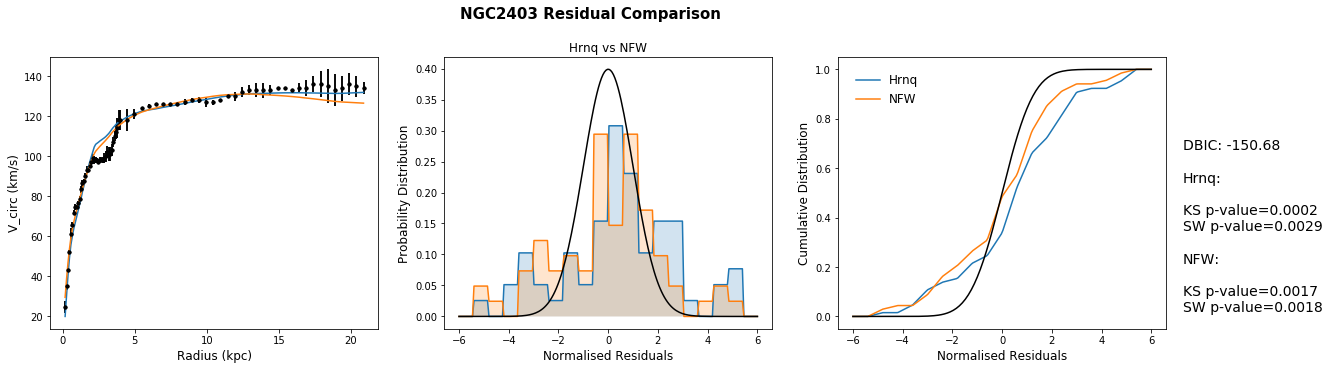 NGC2403 Residual Comparison
Hrnq vs NFW
V_circ (km/s)
140
120
100
80
60
40
20
0
5
10
15
20
Radius (kpc)
Probability Distribution
0.40
0.35
0.30
0.25
0.20
0.15
0.10
0.05
0.00
−6
−4
−2
0
2
4
6
Normalised Residuals
Cumulative Distribution
1.0
0.8
0.6
0.4
0.2
0.0
Hrnq
NFW
−6
−4
−2
0
2
4
6
Normalised Residuals
DBIC: -150.68
Hrnq:
KS p-value=0.0002
SW p-value=0.0029
NFW:
KS p-value=0.0017
SW p-value=0.0018